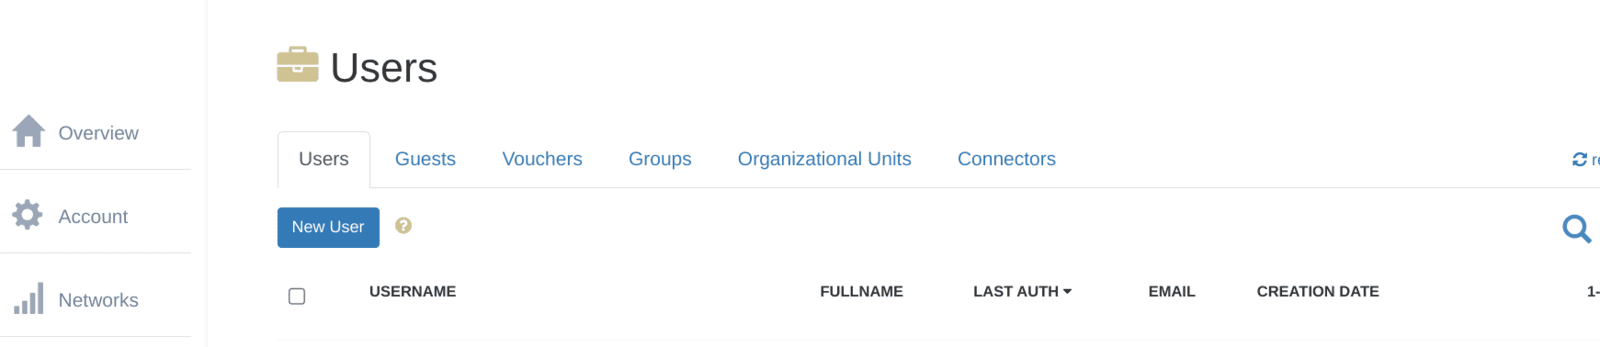 Users
Overview
Account
Networks
Users Guests Vouchers Groups Organizational Units Connectors
New User ?
USERNAME FULLNAME LAST AUTH EMAIL CREATION DATE